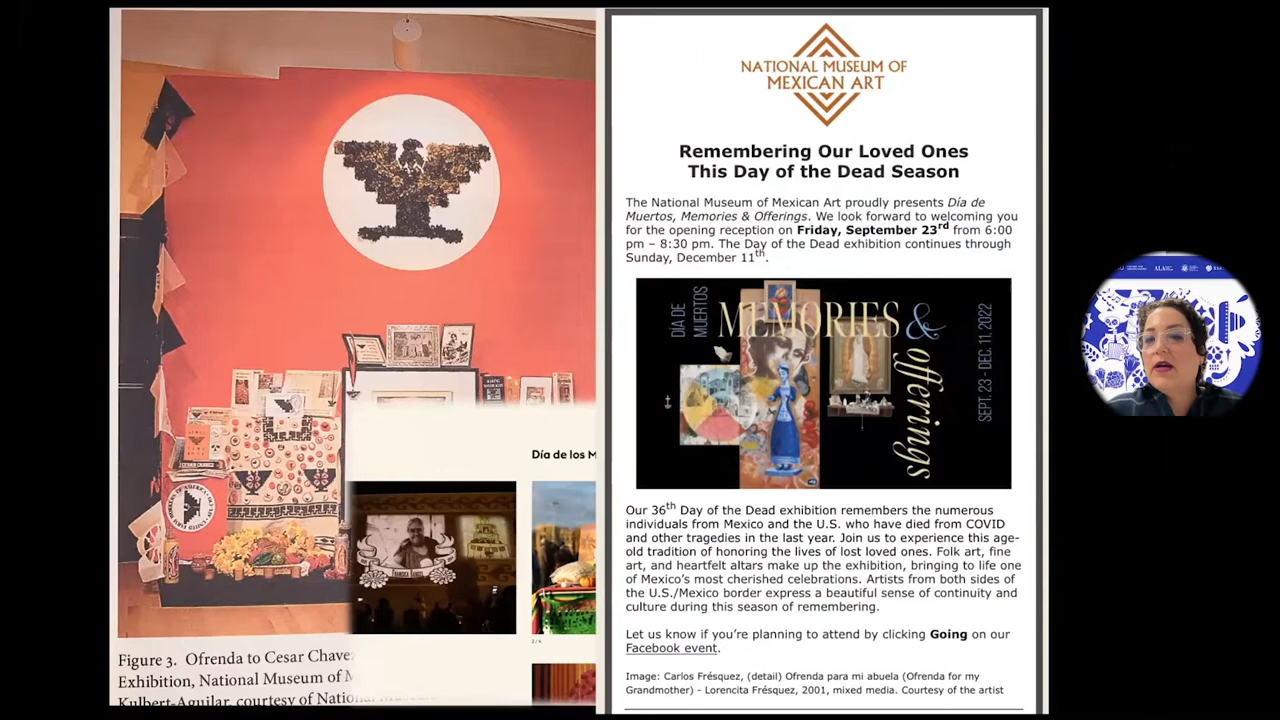 NATIONAL MUSEUM OF
MEXICAN ART
Remembering Our Loved Ones
This Day of the Dead Season
The National Museum of Mexican Art proudly presents Día de
Muertos, Memories & Offerings. We look forward to welcoming you
for the opening reception on Friday, September 23rd from 6:00
pm – 8:30 pm. The Day of the Dead exhibition continues through
Sunday, December 11th.
DÍA DE
MUERTOS
MEMORIES &
offerings
SEPT. 23 - DEC. 11, 2022
Our 36th Day of the Dead exhibition remembers the numerous
individuals from Mexico and the U.S. who have died from COVID
and other tragedies in the last year. Join us to experience this age-
old tradition of honoring the lives of lost loved ones. Folk art, fine
art, and heartfelt altars make up the exhibition, bringing to life one
of Mexico's most cherished celebrations. Artists from both sides of
the U.S./Mexico border express a beautiful sense of continuity and
culture during this season of remembering.
Let us know if you're planning to attend by clicking Going on our
Facebook event.
Image: Carlos Frésquez, (detail) Ofrenda para mi abuela (Ofrenda for my
Grandmother) - Lorencita Frésquez, 2001, mixed media. Courtesy of the artist
Día de los M
Figure 3. Ofrenda to Cesar Chave
Exhibition, National Museum of M
Kulbert-Aguilar, courtesy of Nation
ALA